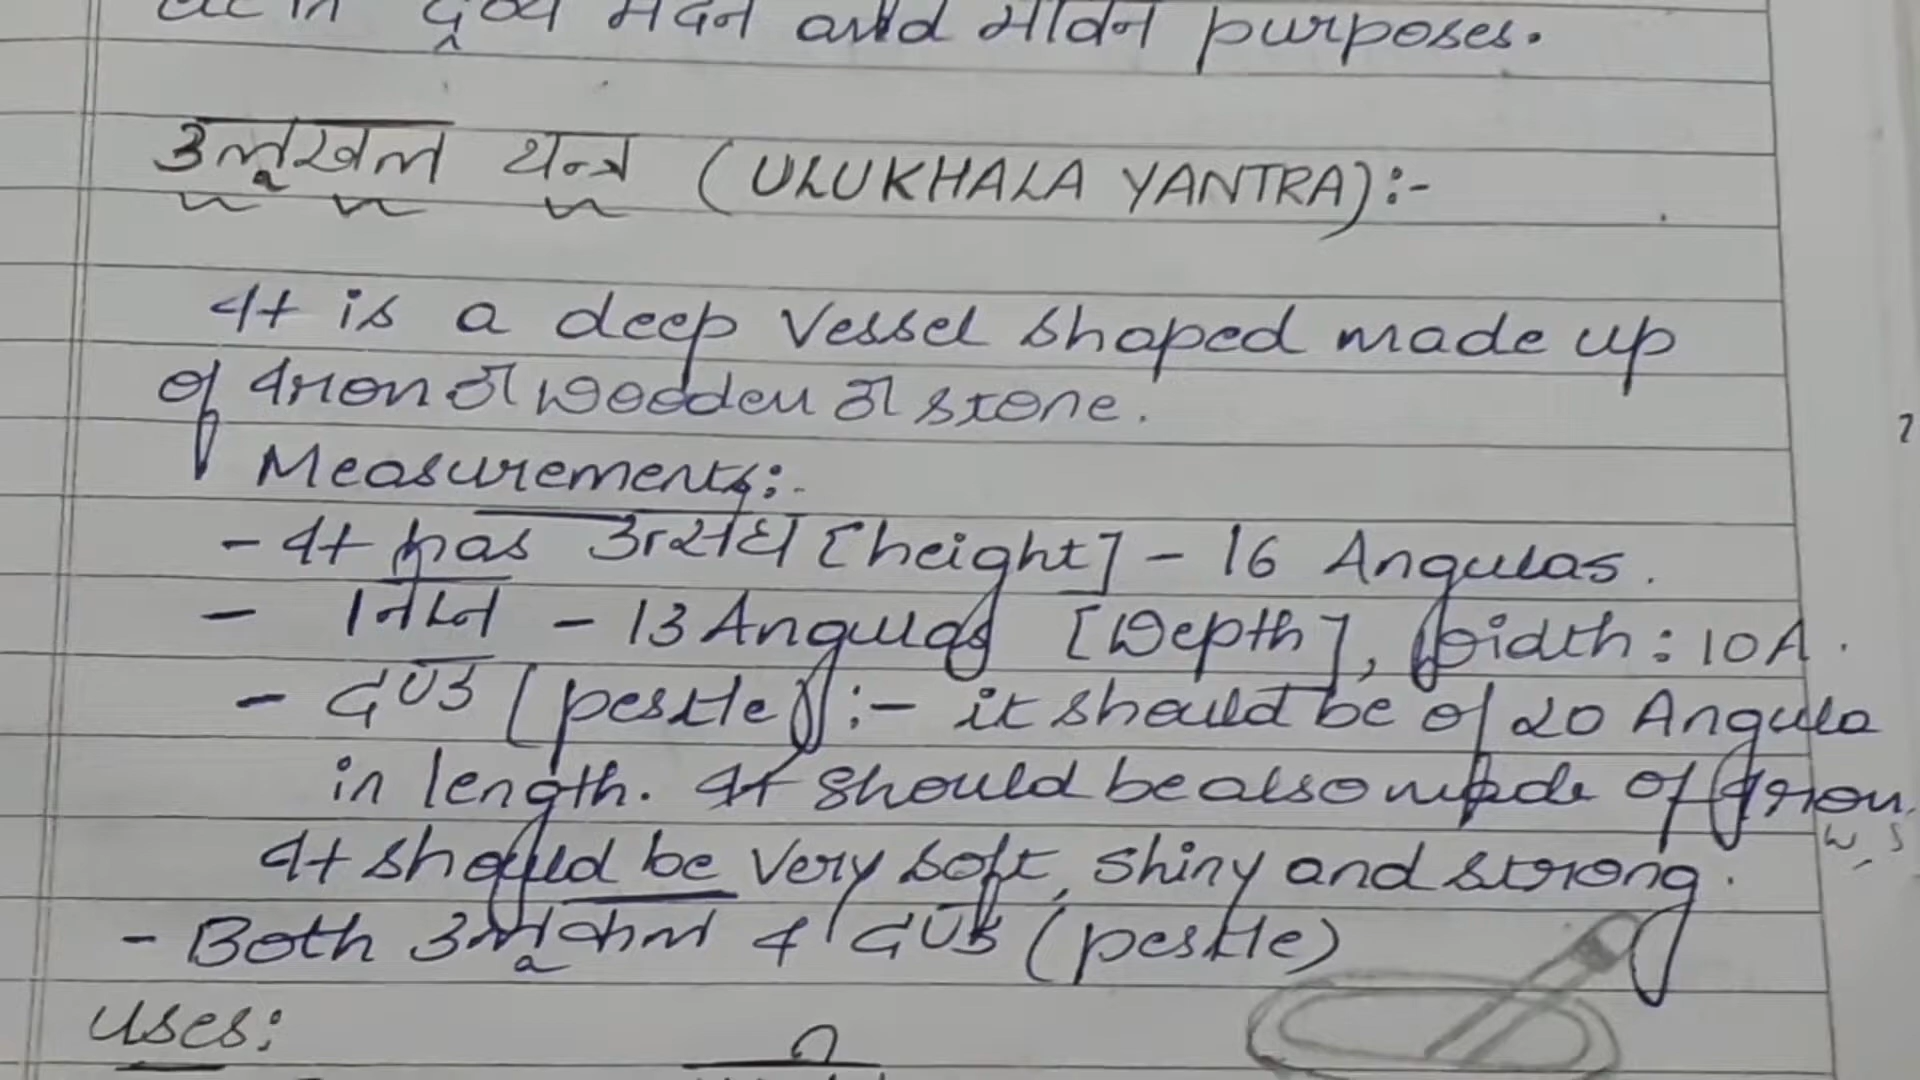 द्रव्य मर्दन and भावन purposes.
उलूखल यन्त्र (ULUKHALA YANTRA):-
It is a deep vessel shaped made up
of Iron or wooden or stone.
Measurements:-
- It has उत्सेध [height] - 16 Angulas.
- निम्न - 13 Angulas [Depth], width : 10A.
- दण्ड [pestle] :- it should be of 20 Angula
in length. It should be also made of Iron.
W, S
It should be very soft, shiny and strong.
- Both उलूखल & दण्ड (pestle)
Uses: